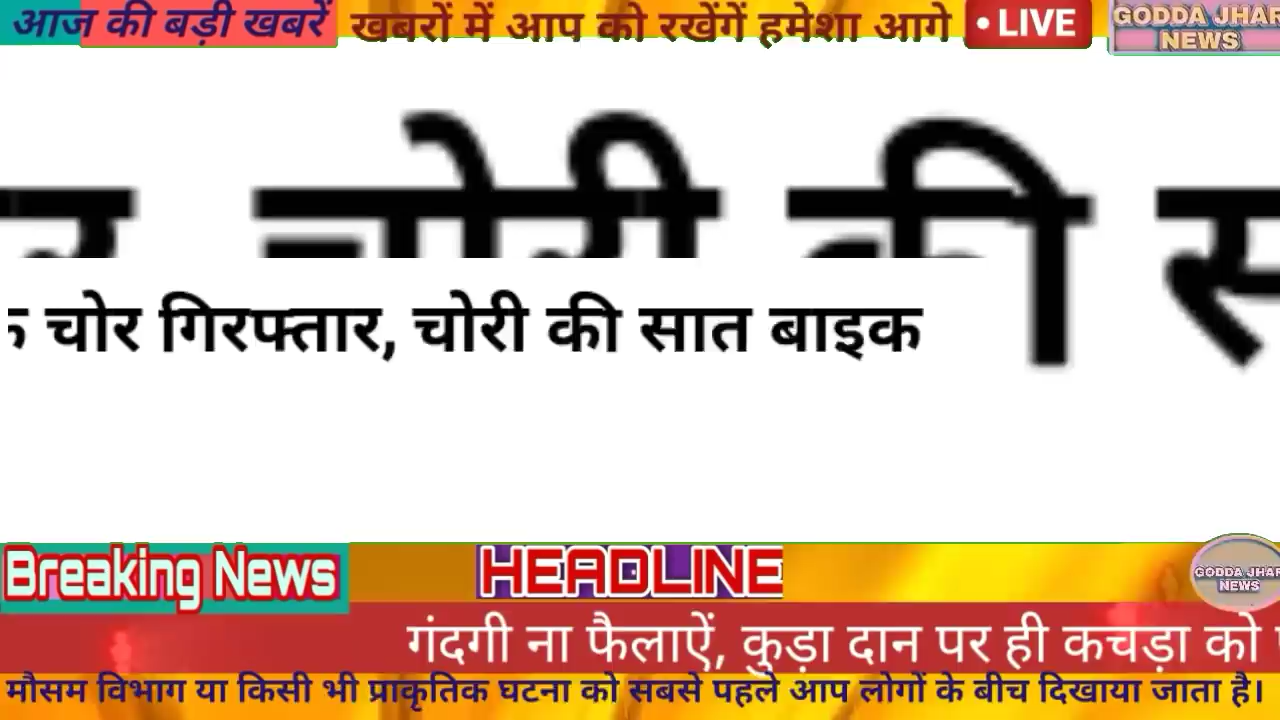 आज की बड़ी खबरें खबरों में आप को रखेंगें हमेशा आगे • LIVE GODDA JHAR
NEWS
चोरी की
चोर गिरफ्तार, चोरी की सात बाइक
Breaking News HEADLINE GODDA JHAR
NEWS
गंदगी ना फैलाऐं, कुड़ा दान पर ही कचड़ा को
मौसम विभाग या किसी भी प्राकृतिक घटना को सबसे पहले आप लोगों के बीच दिखाया जाता है।